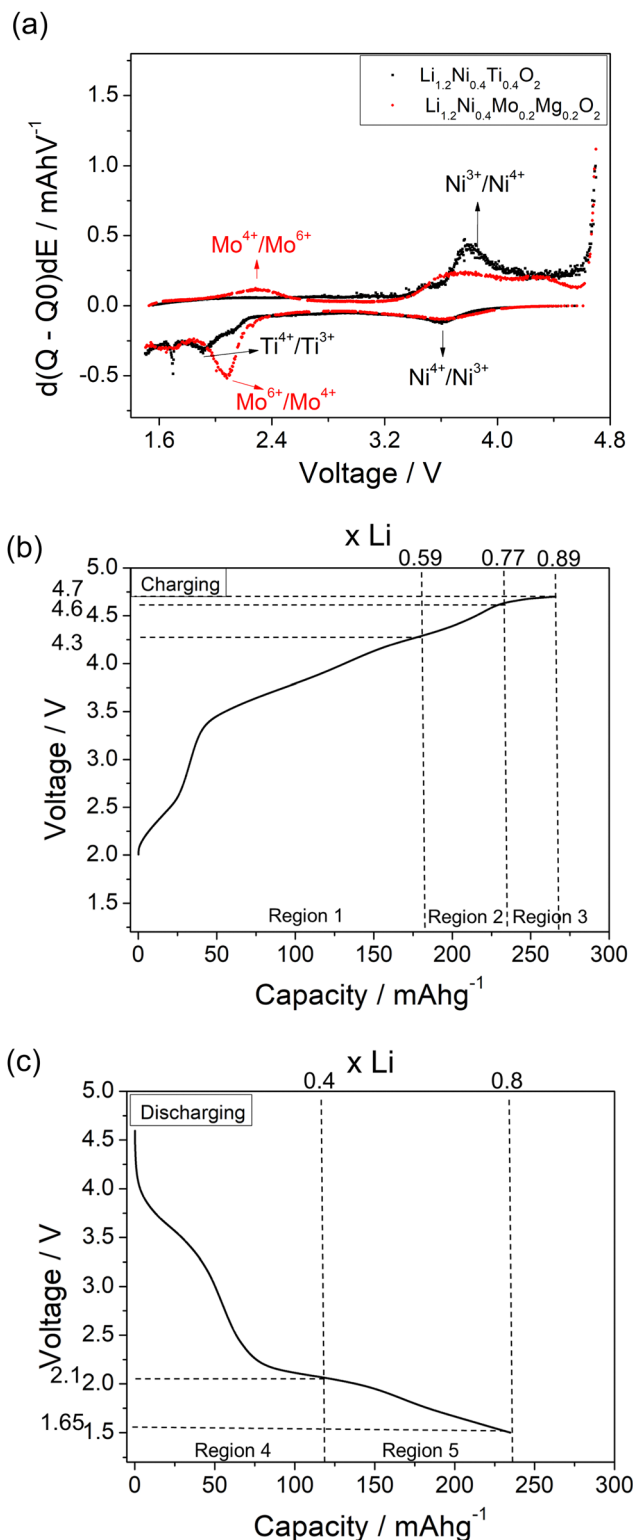 (a)
Li1.2Ni0.4Ti0.4O2
Li1.2Ni0.4Mo0.2Mg0.2O2
Ni3+/Ni4+
Mo4+/Mo6+
Ti4+/Ti3+
Mo6+/Mo4+
Ni4+/Ni3+
d(Q - Q0)dE / mAhV-1
1.5
1.0
0.5
0.0
-0.5
1.6 2.4 3.2 4.0 4.8
Voltage / V
(b)
x Li
0.59 0.77 0.89
Charging
5.0
4.7
4.6
4.5
4.3
4.0
3.5
3.0
2.5
2.0
1.5
Voltage / V
Region 1 Region 2 Region 3
0 50 100 150 200 250 300
Capacity / mAhg-1
(c)
x Li
0.4 0.8
Discharging
5.0
4.5
4.0
3.5
3.0
2.5
2.1
2.0
1.65
1.5
Voltage / V
Region 4 Region 5
0 50 100 150 200 250 300
Capacity / mAhg-1